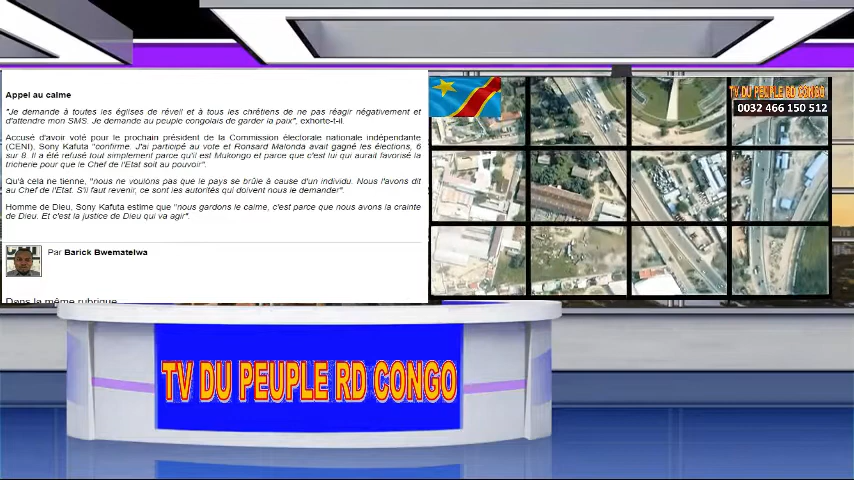 Appel au calme
"Je demande à toutes les églises de réveil et à tous les chrétiens de ne pas réagir négativement et
d'attendre mon SMS. Je demande au peuple congolais de garder la paix", exhorte-t-il.
Accusé d'avoir voté pour le prochain président de la Commission électorale nationale indépendante
(CENI), Sony Kafuta "confirme. J'ai participé au vote et Ronsard Malonda avait gagné les élections, 6
sur 8. Il a été refusé tout simplement parce qu'il est Mukongo et parce que c'est lui qui aurait favorisé la
tricherie pour que le Chef de l'Etat soit au pouvoir".
Qu'à cela ne tienne, "nous ne voulons pas que le pays se brûle à cause d'un individu. Nous l'avons dit
au Chef de l'Etat. S'il faut revenir, ce sont les autorités qui doivent nous le demander".
Homme de Dieu, Sony Kafuta estime que "nous gardons le calme, c'est parce que nous avons la crainte
de Dieu. Et c'est la justice de Dieu qui va agir".
Par Barick Bwematelwa
Dans la même rubrique
TV DU PEUPLE RD CONGO
0032 466 150 512
TV DU PEUPLE RD CONGO